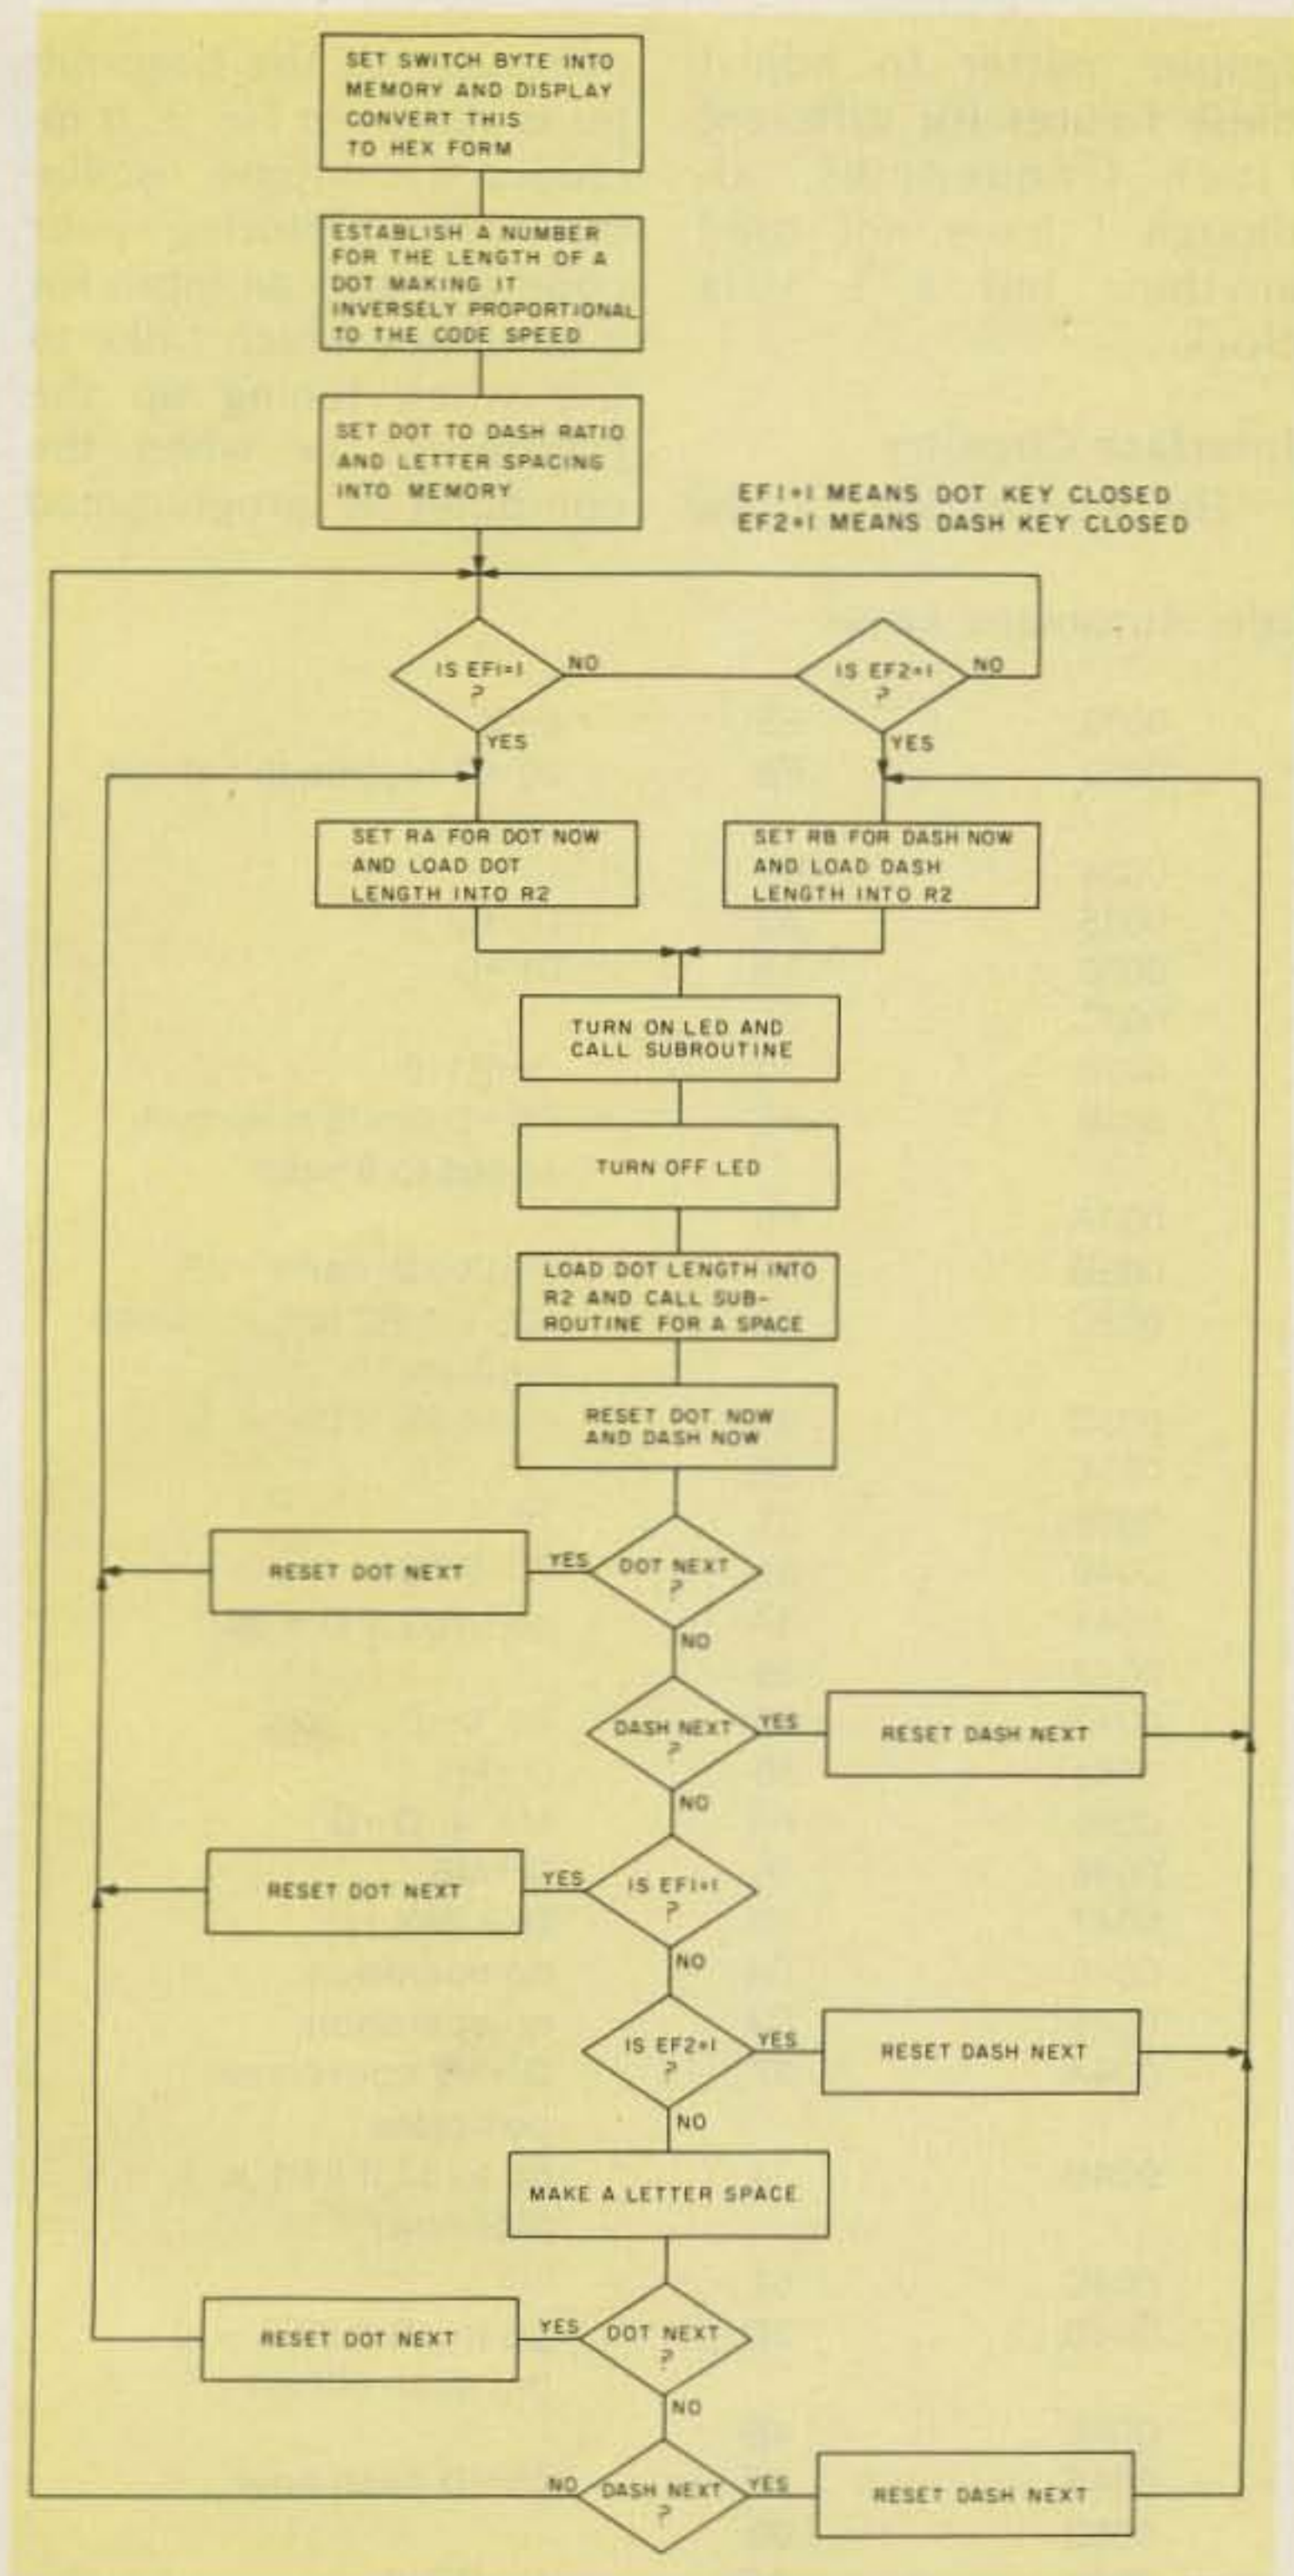 SET SWITCH BYTE INTO
MEMORY AND DISPLAY
CONVERT THIS
TO HEX FORM
ESTABLISH A NUMBER
FOR THE LENGTH OF A
DOT MAKING IT
INVERSELY PROPORTIONAL
TO THE CODE SPEED
SET DOT TO DASH RATIO
AND LETTER SPACING
INTO MEMORY
EF1=1 MEANS DOT KEY CLOSED
EF2=1 MEANS DASH KEY CLOSED
IS EF1=1
?
NO
IS EF2=1
?
NO
YES
YES
SET RA FOR DOT NOW
AND LOAD DOT
LENGTH INTO R2
SET RB FOR DASH NOW
AND LOAD DASH
LENGTH INTO R2
TURN ON LED AND
CALL SUBROUTINE
TURN OFF LED
LOAD DOT LENGTH INTO
R2 AND CALL SUB-
ROUTINE FOR A SPACE
RESET DOT NOW
AND DASH NOW
RESET DOT NEXT
YES
DOT NEXT
?
NO
DASH NEXT
?
YES
RESET DASH NEXT
NO
RESET DOT NEXT
YES
IS EF1=1
?
NO
IS EF2=1
?
YES
RESET DASH NEXT
NO
MAKE A LETTER SPACE
RESET DOT NEXT
YES
DOT NEXT
?
NO
NO
DASH NEXT
?
YES
RESET DASH NEXT